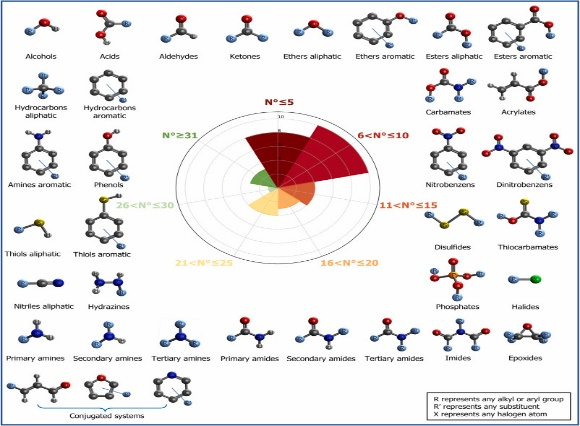 Alcohols
Acids
Aldehydes
Ketones
Ethers aliphatic
Ethers aromatic
Esters aliphatic
Esters aromatic
Hydrocarbons
aliphatic
Hydrocarbons
aromatic
N°≤5
Carbamates
Acrylates
10
N°≥31
6<N°≤10
Amines aromatic
Phenols
Nitrobenzens
Dinitrobenzens
26<N°≤30
11<N°≤15
Thiols aliphatic
Thiols aromatic
Disulfides
Thiocarbamates
21<N°≤25
16<N°≤20
Nitriles aliphatic
Hydrazines
Phosphates
Halides
Primary amines
Secondary amines
Tertiary amines
Primary amides
Secondary amides
Tertiary amides
Imides
Epoxides
Conjugated systems
R represents any alkyl or aryl group
R' represents any substituent
X represents any halogen atom